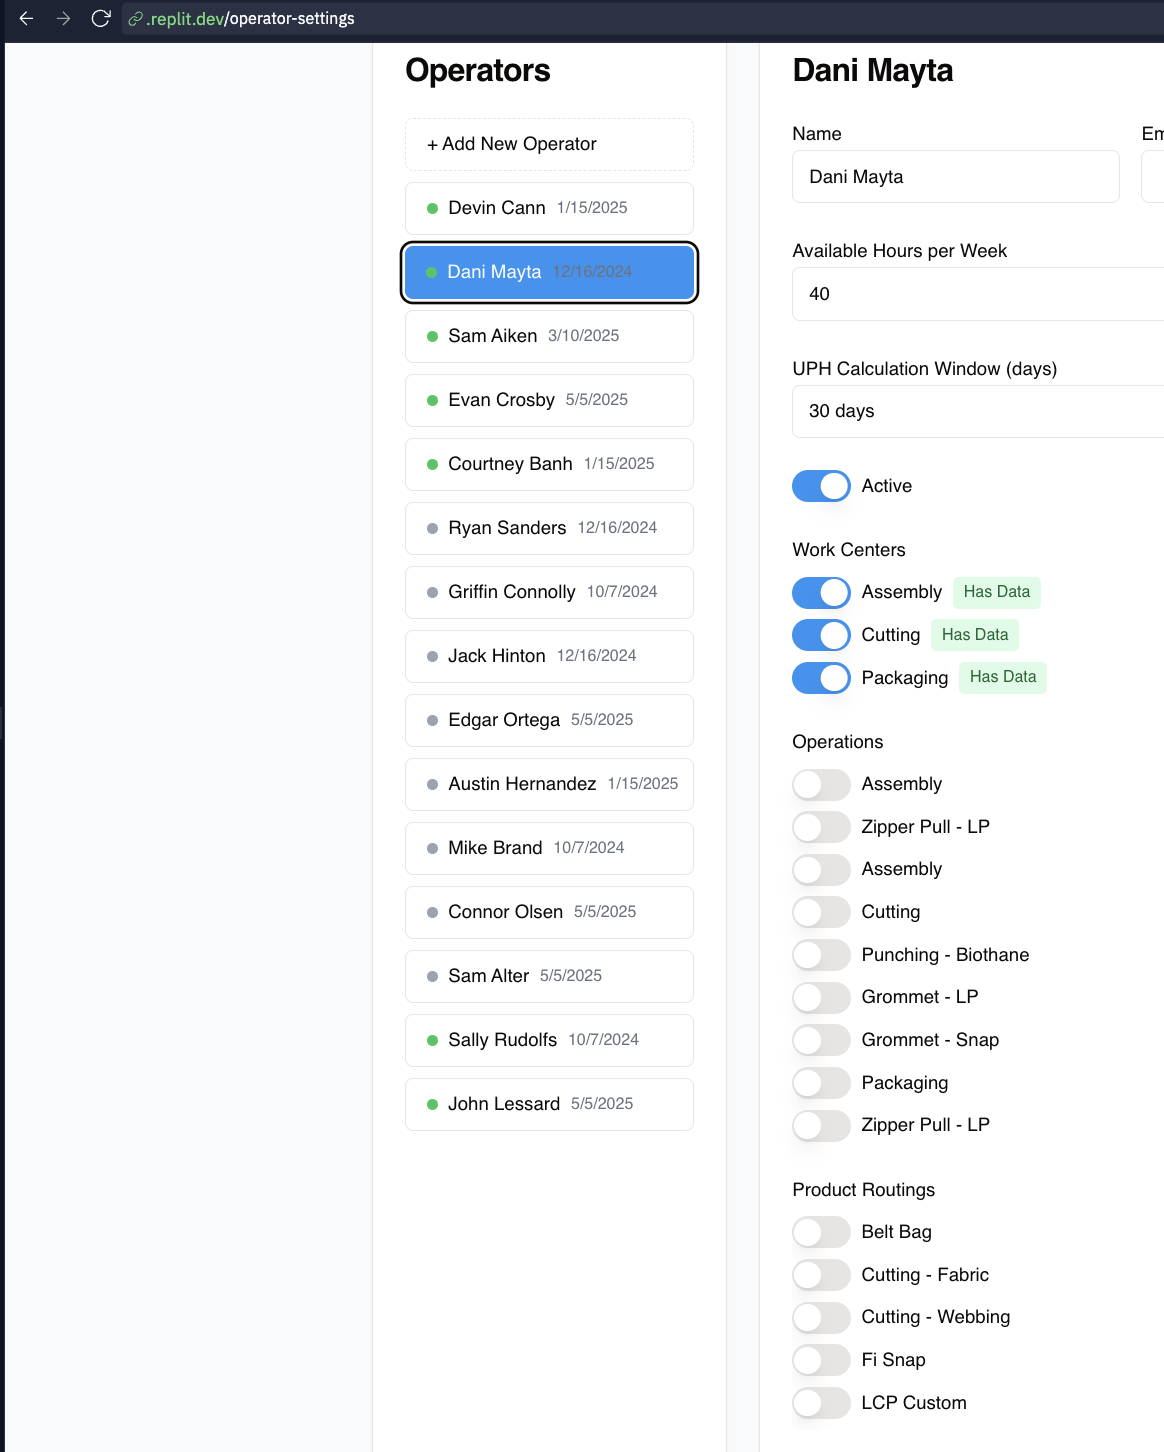 .replit.dev/operator-settings
Operators
+ Add New Operator
Devin Cann 1/15/2025
Dani Mayta 12/16/2024
Sam Aiken 3/10/2025
Evan Crosby 5/5/2025
Courtney Banh 1/15/2025
Ryan Sanders 12/16/2024
Griffin Connolly 10/7/2024
Jack Hinton 12/16/2024
Edgar Ortega 5/5/2025
Austin Hernandez 1/15/2025
Mike Brand 10/7/2024
Connor Olsen 5/5/2025
Sam Alter 5/5/2025
Sally Rudolfs 10/7/2024
John Lessard 5/5/2025
Dani Mayta
Name
Dani Mayta
Available Hours per Week
40
UPH Calculation Window (days)
30 days
Active
Work Centers
Assembly Has Data
Cutting Has Data
Packaging Has Data
Operations
Assembly
Zipper Pull - LP
Assembly
Cutting
Punching - Biothane
Grommet - LP
Grommet - Snap
Packaging
Zipper Pull - LP
Product Routings
Belt Bag
Cutting - Fabric
Cutting - Webbing
Fi Snap
LCP Custom